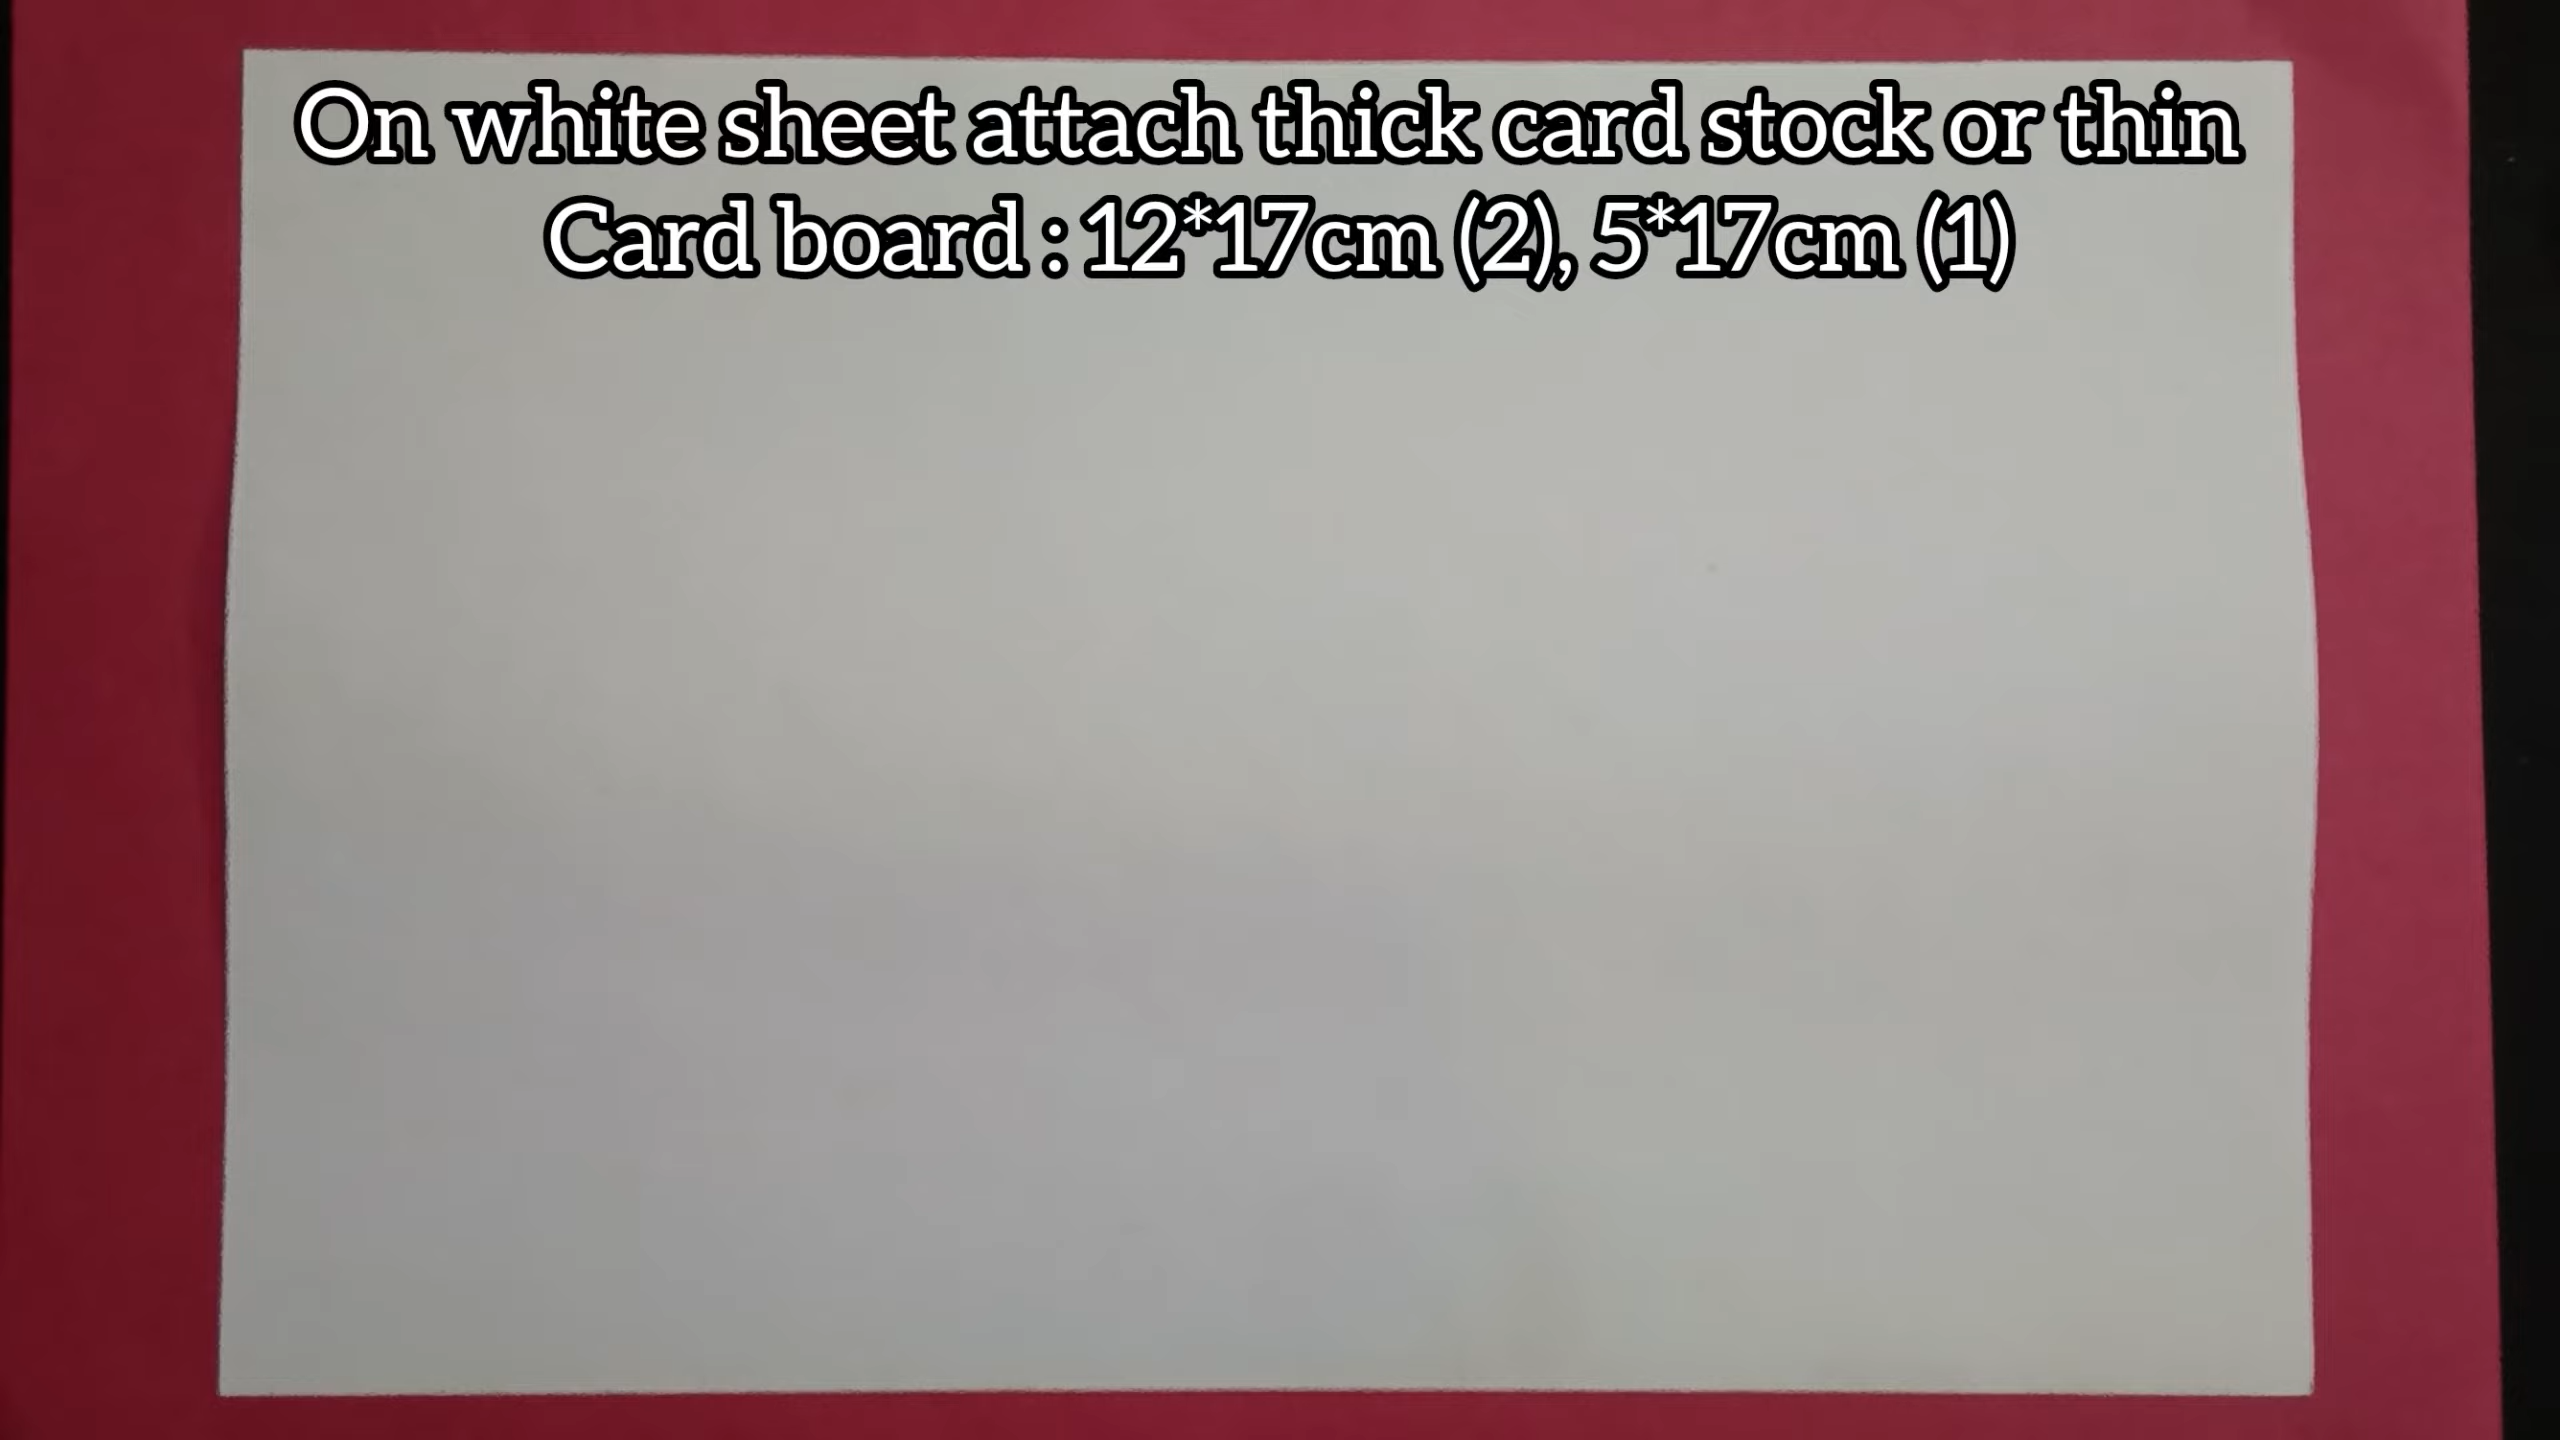 On white sheet attach thick card stock or thin
Card board : 12*17cm (2), 5*17cm (1)